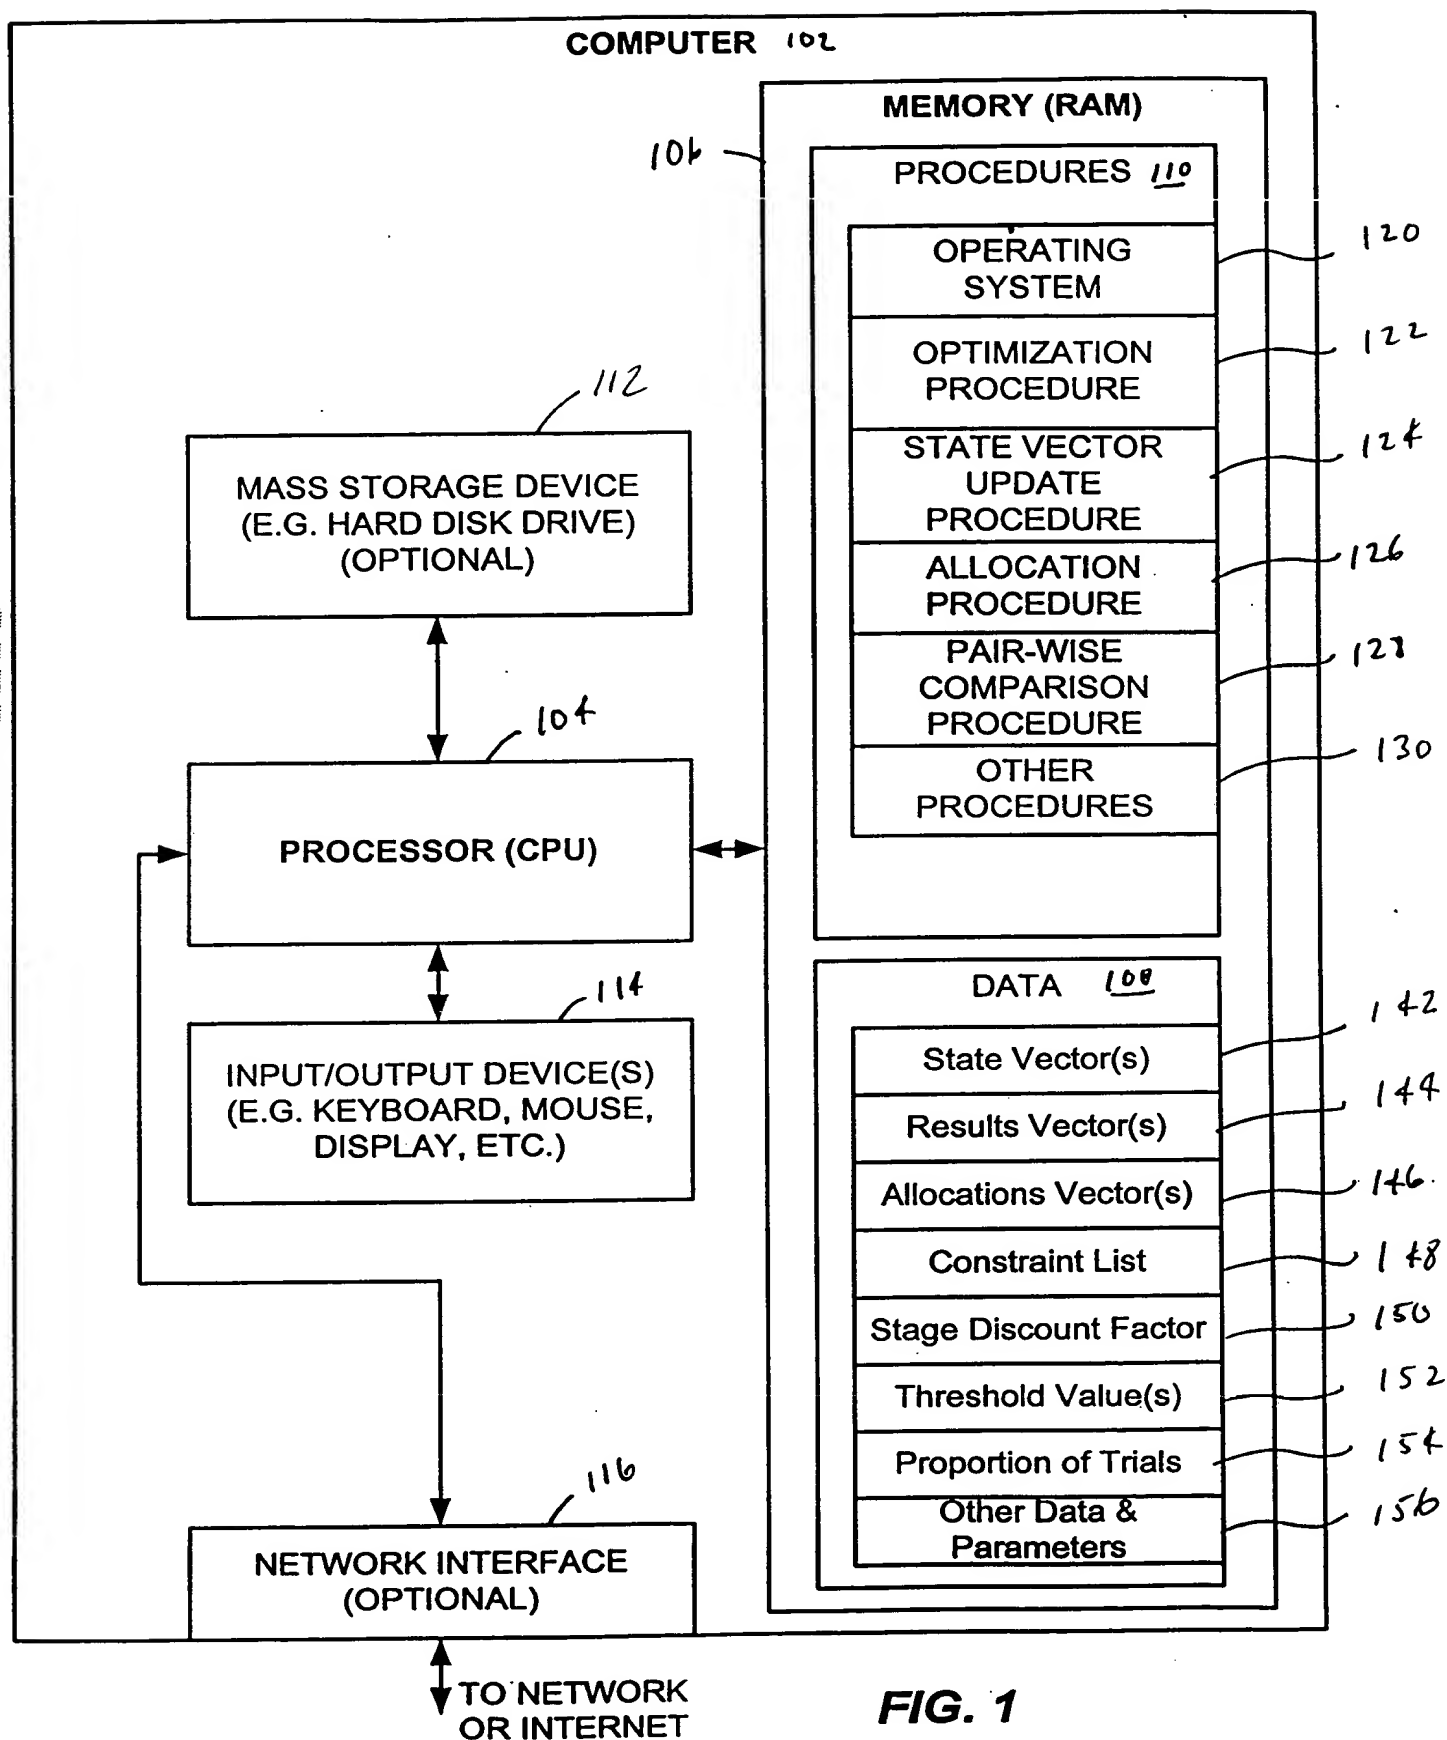 COMPUTER 102
MEMORY (RAM)
106
PROCEDURES 110
OPERATING
SYSTEM
120
OPTIMIZATION
PROCEDURE
122
STATE VECTOR
UPDATE
PROCEDURE
124
ALLOCATION
PROCEDURE
126
PAIR-WISE
COMPARISON
PROCEDURE
128
OTHER
PROCEDURES
130
112
MASS STORAGE DEVICE
(E.G. HARD DISK DRIVE)
(OPTIONAL)
104
PROCESSOR (CPU)
114
INPUT/OUTPUT DEVICE(S)
(E.G. KEYBOARD, MOUSE,
DISPLAY, ETC.)
DATA 108
State Vector(s)
142
Results Vector(s)
144
Allocations Vector(s)
146
Constraint List
148
Stage Discount Factor
150
Threshold Value(s)
152
Proportion of Trials
154
Other Data &
Parameters
156
116
NETWORK INTERFACE
(OPTIONAL)
TO NETWORK
OR INTERNET
FIG. 1